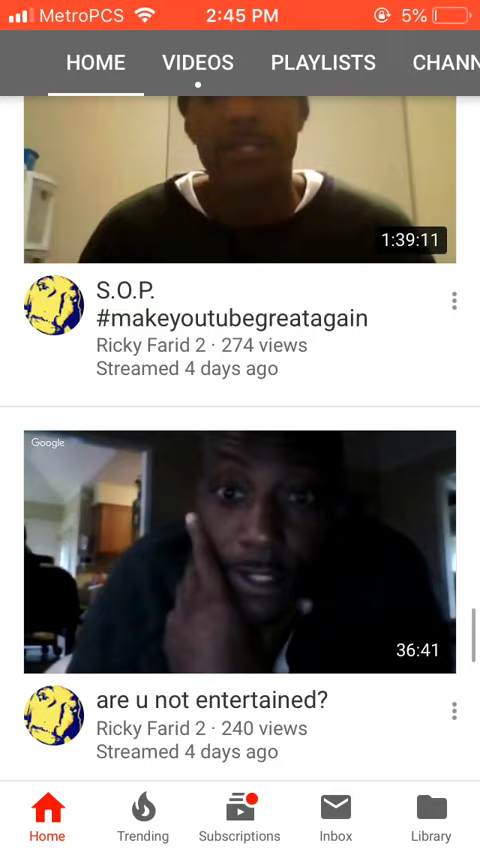 MetroPCS 2:45 PM 5%
HOME VIDEOS PLAYLISTS CHANN
1:39:11
S.O.P.
#makeyoutubegreatagain
Ricky Farid 2 · 274 views
Streamed 4 days ago
Google
36:41
are u not entertained?
Ricky Farid 2 · 240 views
Streamed 4 days ago
Home Trending Subscriptions Inbox Library